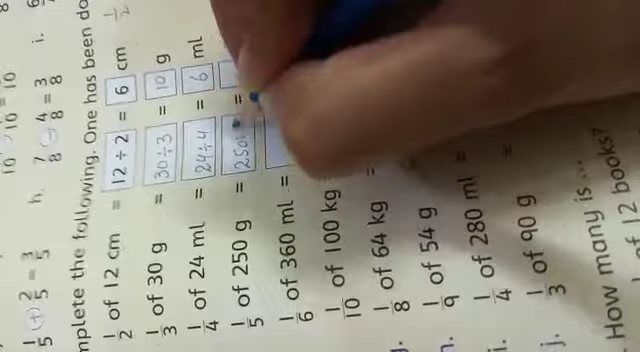 1/5 + 2/5 = 3/5 h. 7/8 - 4/8 = 3/8 i.
mplete the following. One has been do
1/2 of 12 cm = 12 ÷ 2 = 6 cm
1/3 of 30 g = 30÷3 = 10 g
1/4 of 24 ml = 24÷4 = 6 ml
1/5 of 250 g = 250 =
1/6 of 360 ml =
1/10 of 100 kg =
1/8 of 64 kg =
1/9 of 54 g
i. 1/4 of 280 ml =
j. 1/3 of 90 g =
How many is ...
of 12 books?